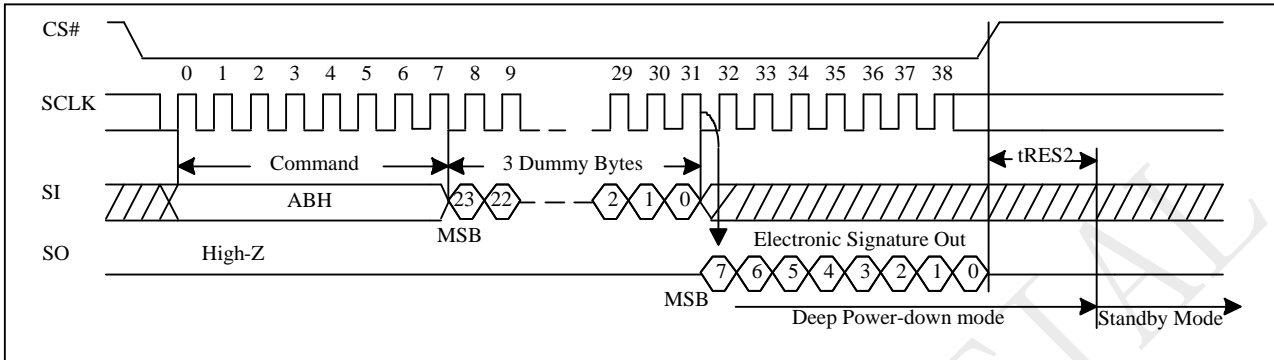 CS#
0 1 2 3 4 5 6 7 8 9 29 30 31 32 33 34 35 36 37 38
SCLK
Command 3 Dummy Bytes tRES2
SI ABH 23 22 2 1 0
MSB
SO High-Z Electronic Signature Out
7 6 5 4 3 2 1 0
MSB
Deep Power-down mode Standby Mode